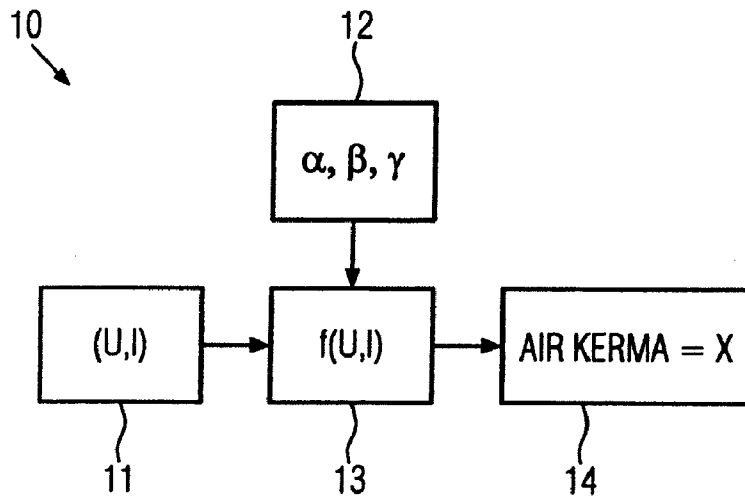 10
12
α, β, γ
(U,I)
f(U,I)
AIR KERMA = X
11
13
14